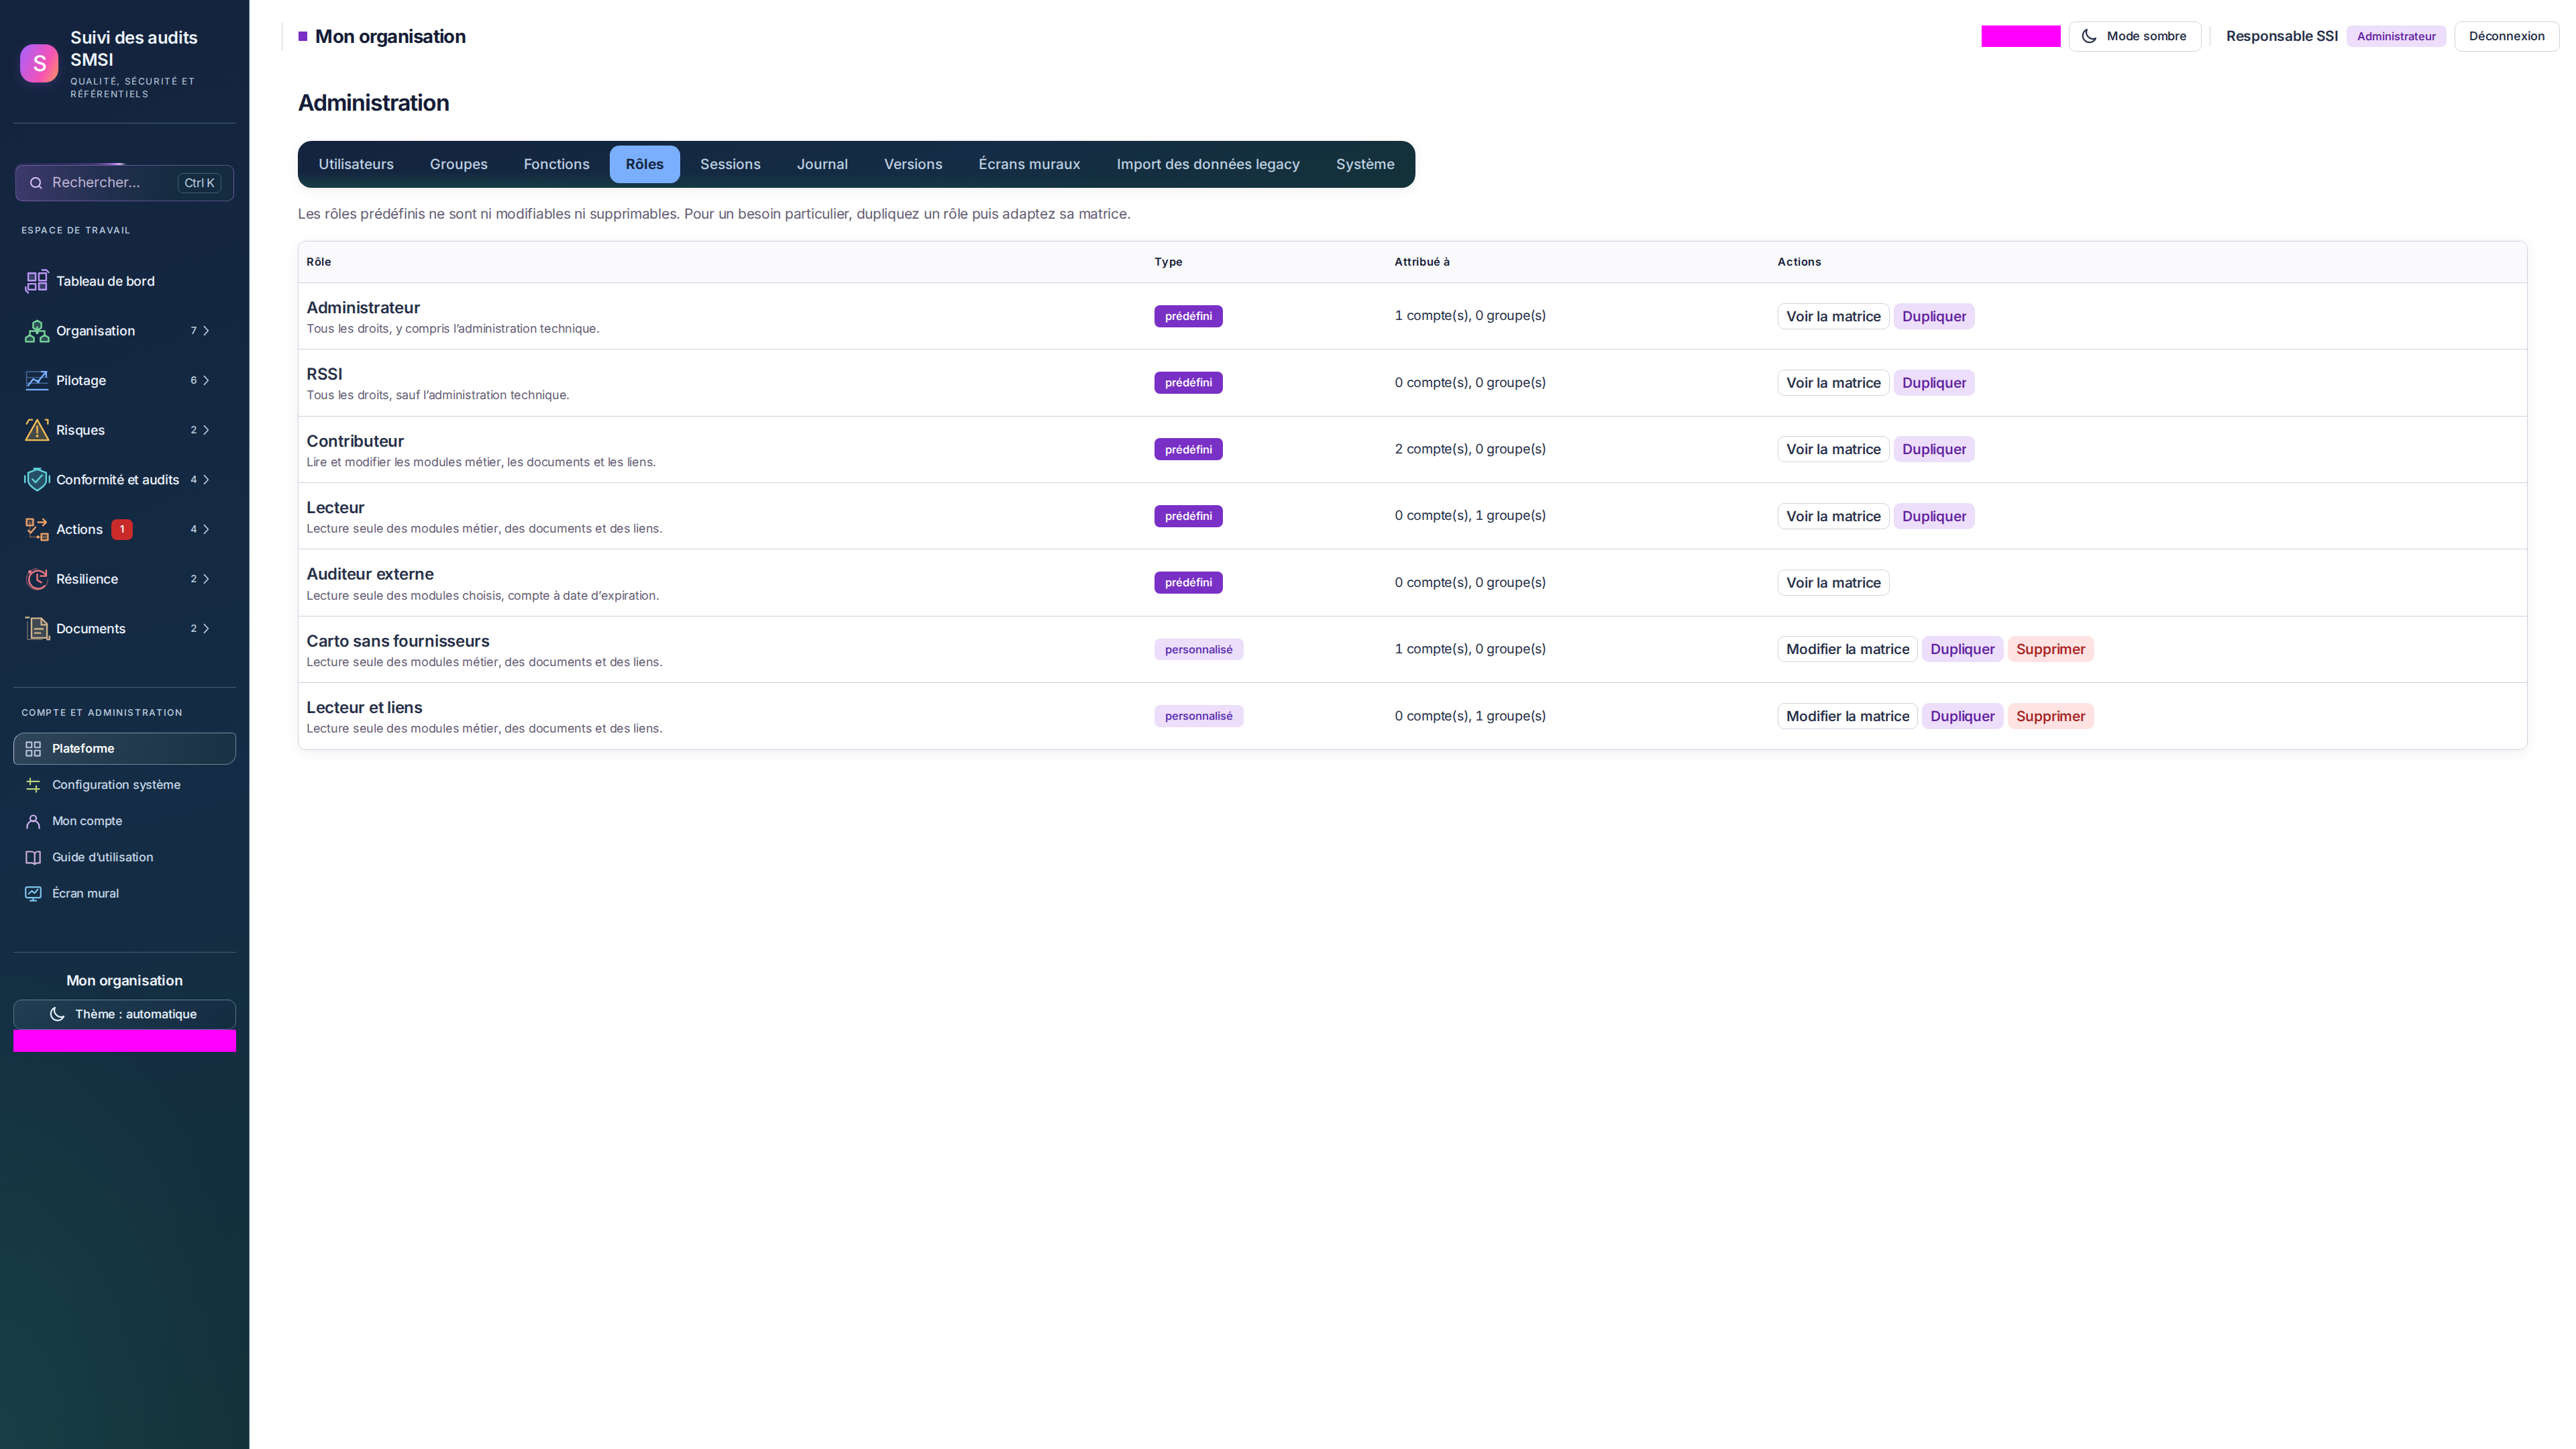 S
Suivi des audits
SMSI
QUALITÉ, SÉCURITÉ ET
RÉFÉRENTIELS
Rechercher... Ctrl K
ESPACE DE TRAVAIL
Tableau de bord
Organisation 7
Pilotage 6
Risques 2
Conformité et audits 4
Actions 1 4
Résilience 2
Documents 2
COMPTE ET ADMINISTRATION
Plateforme
Configuration système
Mon compte
Guide d’utilisation
Écran mural
Mon organisation
Thème : automatique
Mon organisation
Mode sombre Responsable SSI Administrateur Déconnexion
Administration
Utilisateurs Groupes Fonctions Rôles Sessions Journal Versions Écrans muraux Import des données legacy Système
Les rôles prédéfinis ne sont ni modifiables ni supprimables. Pour un besoin particulier, dupliquez un rôle puis adaptez sa matrice.
Rôle Type Attribué à Actions
Administrateur
Tous les droits, y compris l’administration technique.
prédéfini 1 compte(s), 0 groupe(s) Voir la matrice Dupliquer
RSSI
Tous les droits, sauf l’administration technique.
prédéfini 0 compte(s), 0 groupe(s) Voir la matrice Dupliquer
Contributeur
Lire et modifier les modules métier, les documents et les liens.
prédéfini 2 compte(s), 0 groupe(s) Voir la matrice Dupliquer
Lecteur
Lecture seule des modules métier, des documents et des liens.
prédéfini 0 compte(s), 1 groupe(s) Voir la matrice Dupliquer
Auditeur externe
Lecture seule des modules choisis, compte à date d’expiration.
prédéfini 0 compte(s), 0 groupe(s) Voir la matrice
Carto sans fournisseurs
Lecture seule des modules métier, des documents et des liens.
personnalisé 1 compte(s), 0 groupe(s) Modifier la matrice Dupliquer Supprimer
Lecteur et liens
Lecture seule des modules métier, des documents et des liens.
personnalisé 0 compte(s), 1 groupe(s) Modifier la matrice Dupliquer Supprimer